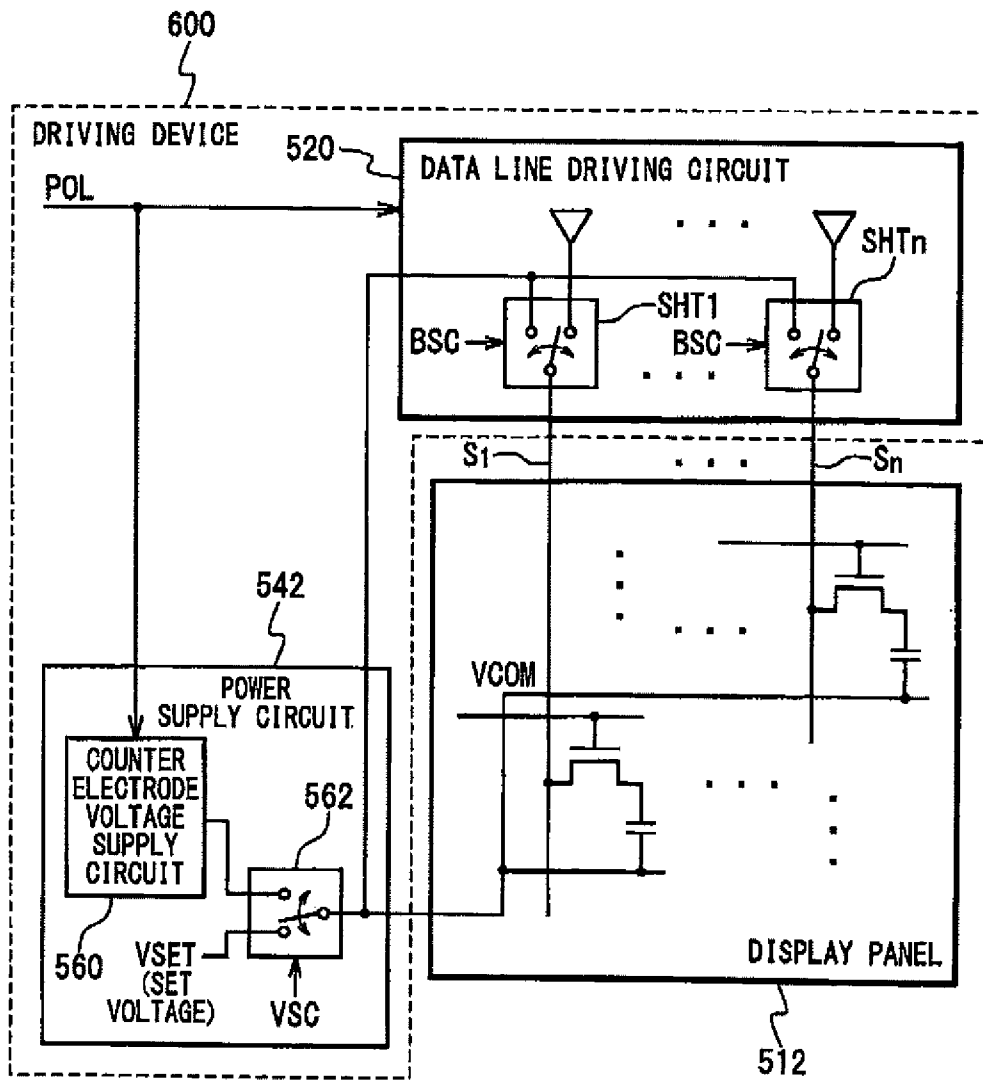 600
DRIVING DEVICE
520
DATA LINE DRIVING CIRCUIT
POL
SHTn
SHT1
BSC
BSC
S1
Sn
542
POWER
SUPPLY CIRCUIT
VCOM
COUNTER
ELECTRODE
VOLTAGE
SUPPLY
CIRCUIT
562
560
VSET
(SET
VOLTAGE)
VSC
DISPLAY PANEL
512